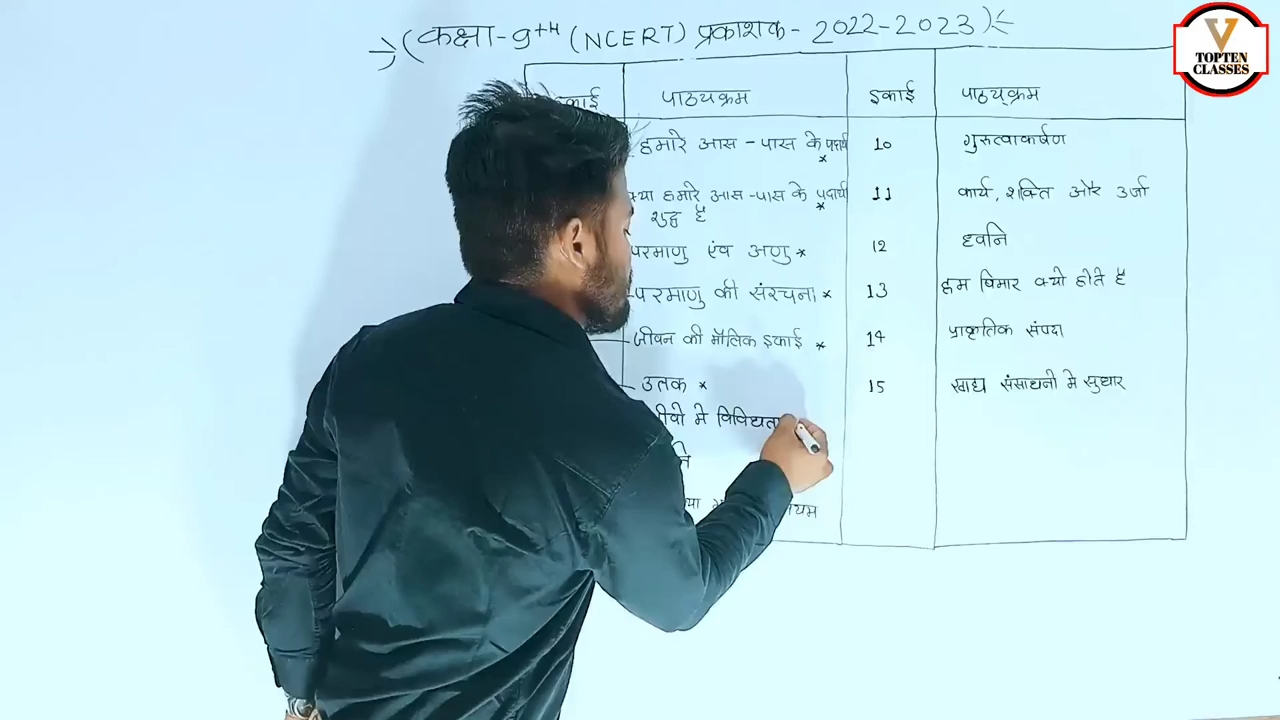 (कक्षा-9th (NCERT) प्रकाशक - 2022-2023)
V
TOPTEN
CLASSES
पाठ्यक्रम इकाई पाठ्यक्रम
हमारे आस - पास के पदार्थ * 10 गुरुत्वाकर्षण
क्या हमारे आस-पास के पदार्थ * 11 कार्य, शक्ति और उर्जा
शुद्ध है
परमाणु एंव अणु * 12 ध्वनि
परमाणु की संरचना * 13 हम बिमार क्यो होते है
जीवन की मौलिक इकाई * 14 प्राकृतिक संपदा
उतक * 15 खाद्य संसाधनो मे सुधार
मे विविधता